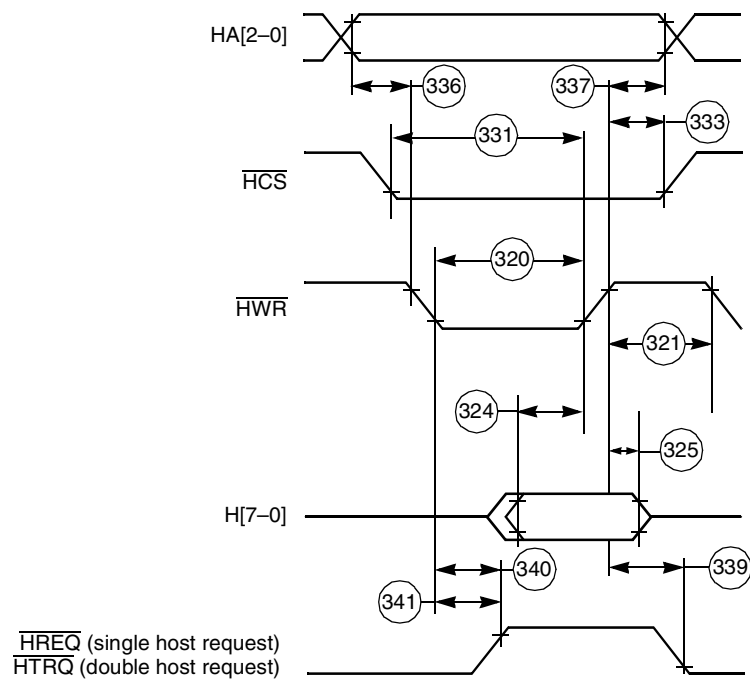 HA[2–0]
336
337
333
331
HCS
320
HWR
321
324
325
H[7–0]
340
339
341
HREQ (single host request)
HTRQ (double host request)